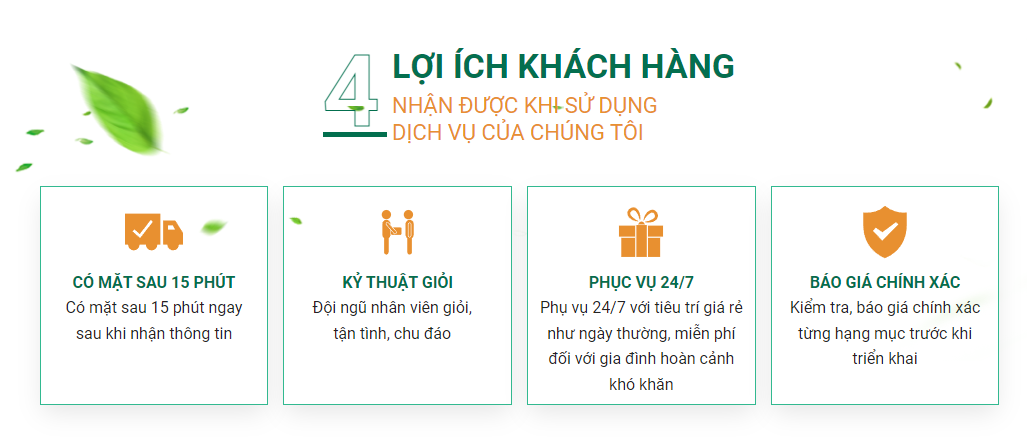 4
LỢI ÍCH KHÁCH HÀNG
NHẬN ĐƯỢC KHI SỬ DỤNG
DỊCH VỤ CỦA CHÚNG TÔI
CÓ MẶT SAU 15 PHÚT
Có mặt sau 15 phút ngay
sau khi nhận thông tin
KỸ THUẬT GIỎI
Đội ngũ nhân viên giỏi,
tận tình, chu đáo
PHỤC VỤ 24/7
Phụ vụ 24/7 với tiêu trí giá rẻ
như ngày thường, miễn phí
đối với gia đình hoàn cảnh
khó khăn
BÁO GIÁ CHÍNH XÁC
Kiểm tra, báo giá chính xác
từng hạng mục trước khi
triển khai